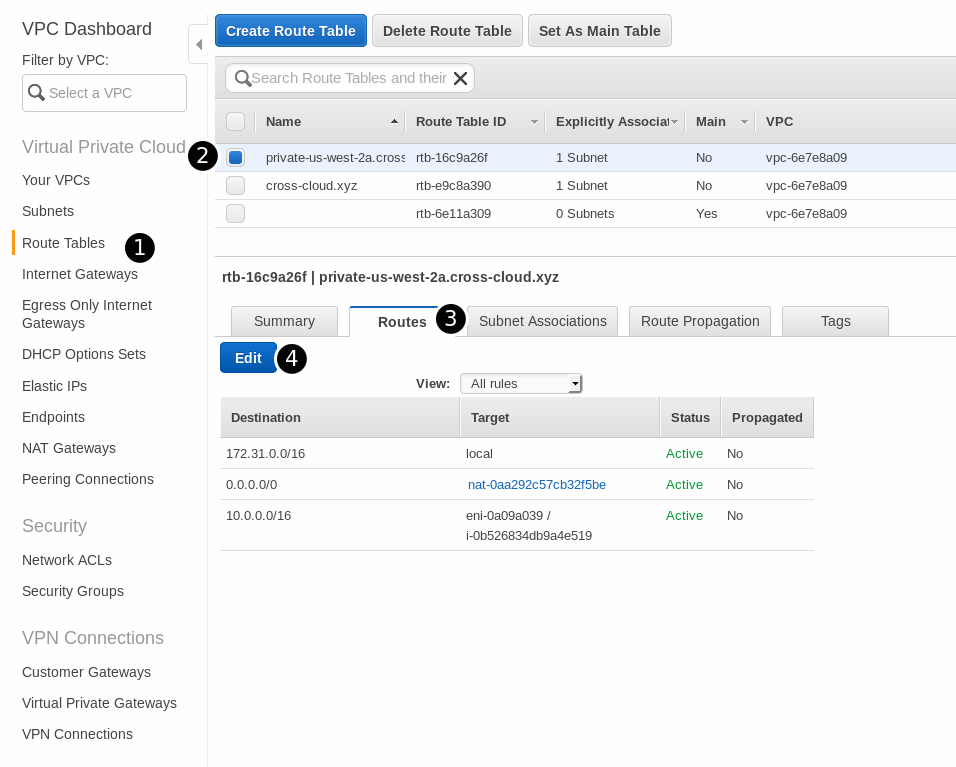 VPC Dashboard
Filter by VPC:
Select a VPC
Virtual Private Cloud
Your VPCs
Subnets
Route Tables
1
Internet Gateways
Egress Only Internet
Gateways
DHCP Options Sets
Elastic IPs
Endpoints
NAT Gateways
Peering Connections
Security
Network ACLs
Security Groups
VPN Connections
Customer Gateways
Virtual Private Gateways
VPN Connections
Create Route Table Delete Route Table Set As Main Table
Search Route Tables and their
Name Route Table ID Explicitly Associat Main VPC
2 private-us-west-2a.cross rtb-16c9a26f 1 Subnet No vpc-6e7e8a09
cross-cloud.xyz rtb-e9c8a390 1 Subnet No vpc-6e7e8a09
rtb-6e11a309 0 Subnets Yes vpc-6e7e8a09
rtb-16c9a26f | private-us-west-2a.cross-cloud.xyz
Summary Routes 3 Subnet Associations Route Propagation Tags
Edit 4
View: All rules
Destination Target Status Propagated
172.31.0.0/16 local Active No
0.0.0.0/0 nat-0aa292c57cb32f5be Active No
10.0.0.0/16 eni-0a09a039 / Active No
i-0b526834db9a4e519